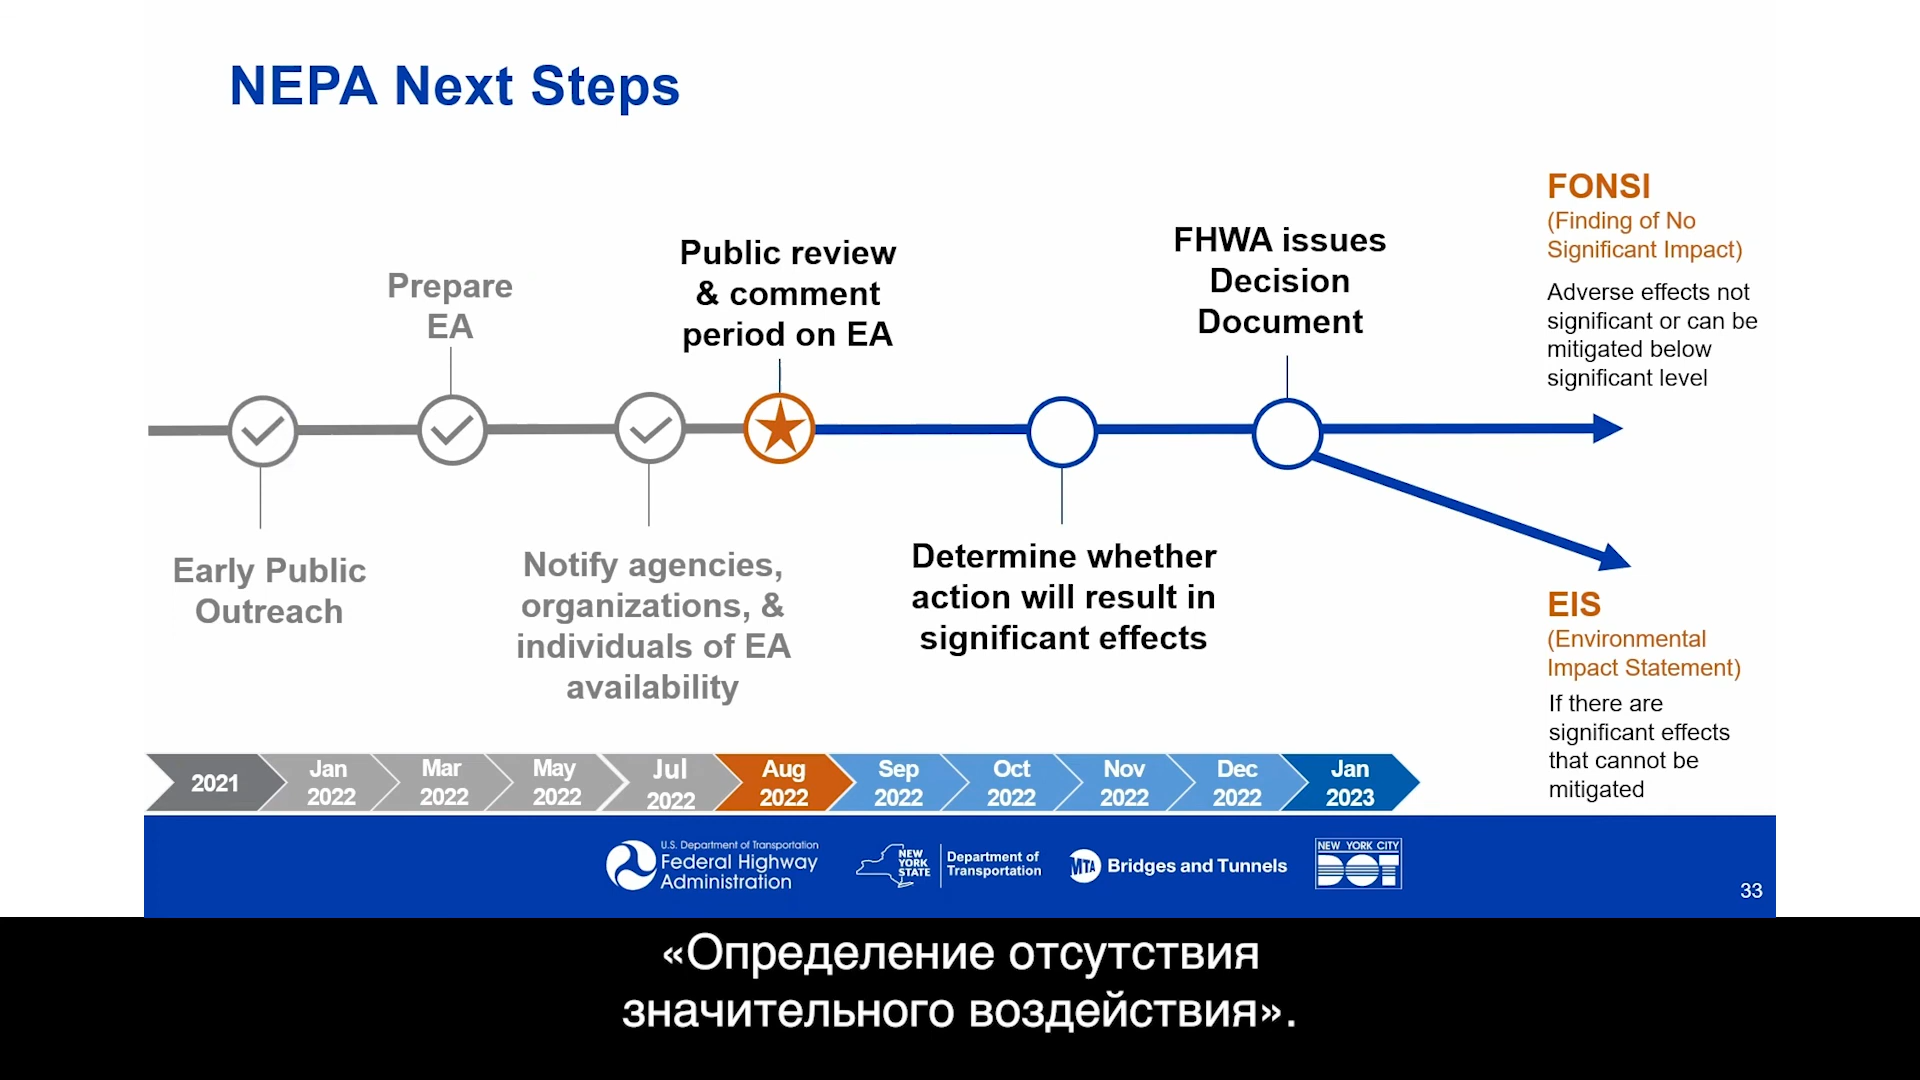 NEPA Next Steps
Early Public
Outreach
Prepare
EA
Notify agencies,
organizations, &
individuals of EA
availability
Public review
& comment
period on EA
Determine whether
action will result in
significant effects
FHWA issues
Decision
Document
FONSI
(Finding of No
Significant Impact)
Adverse effects not
significant or can be
mitigated below
significant level
EIS
(Environmental
Impact Statement)
If there are
significant effects
that cannot be
mitigated
2021
Jan
2022
Mar
2022
May
2022
Jul
2022
Aug
2022
Sep
2022
Oct
2022
Nov
2022
Dec
2022
Jan
2023
U.S. Department of Transportation
Federal Highway
Administration
NEW
YORK
STATE
Department of
Transportation
MTA Bridges and Tunnels
NEW YORK CITY
DOT
33
«Определение отсутствия
значительного воздействия».